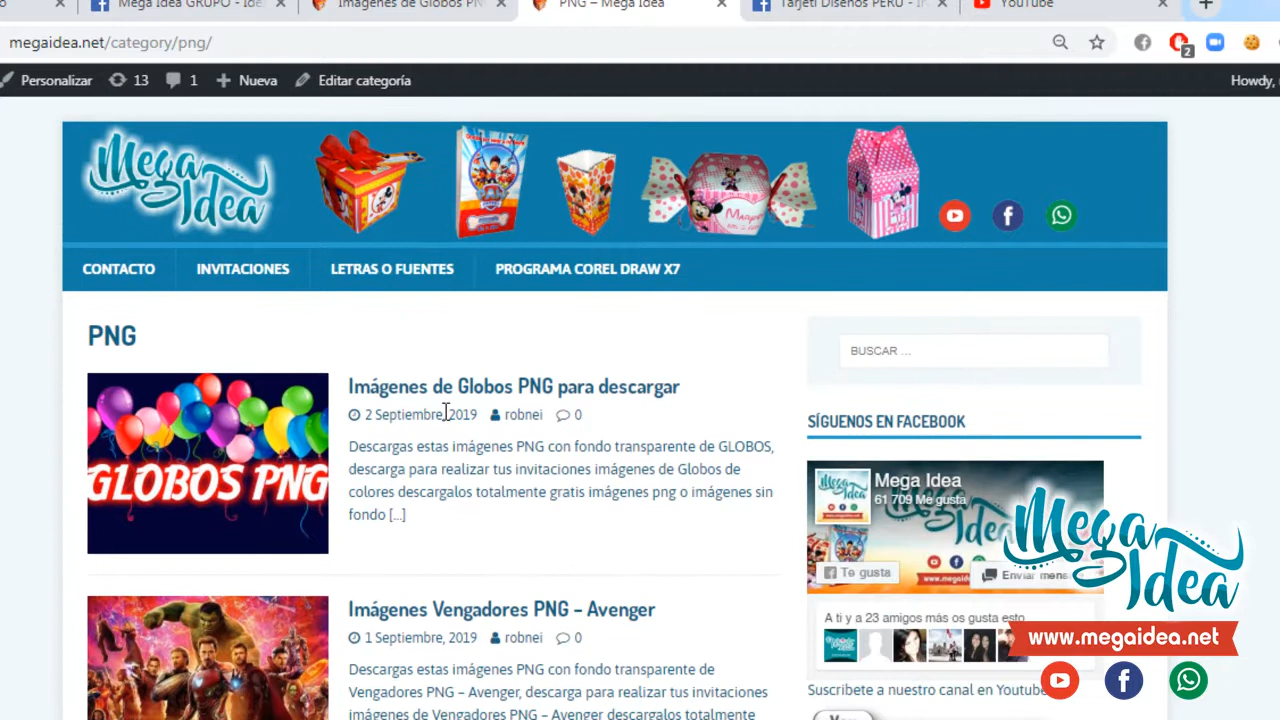 Mega Idea GRUPO - Ide
Imágenes de Globos PN
PNG – Mega Idea
Tarjeti Diseños PERÚ - In
YouTube
megaidea.net/category/png/
2
Personalizar
13
1
Nueva
Editar categoría
Howdy,
Mega
Idea
CONTACTO
INVITACIONES
LETRAS O FUENTES
PROGRAMA COREL DRAW X7
PNG
BUSCAR ...
GLOBOS PNG
Imágenes de Globos PNG para descargar
2 Septiembre, 2019 robnei 0
Descargas estas imágenes PNG con fondo transparente de GLOBOS,
descarga para realizar tus invitaciones imágenes de Globos de
colores descargalos totalmente gratis imágenes png o imágenes sin
fondo [...]
Imágenes Vengadores PNG – Avenger
1 Septiembre, 2019 robnei 0
Descargas estas imágenes PNG con fondo transparente de
Vengadores PNG – Avenger, descarga para realizar tus invitaciones
imágenes de Vengadores PNG – Avenger descargalos totalmente
SÍGUENOS EN FACEBOOK
Mega Idea
61 709 Me gusta
Te gusta
Enviar mens
A ti y a 23 amigos más os gusta esto
Suscribete a nuestro canal en Youtube
Mega
Idea
www.megaidea.net